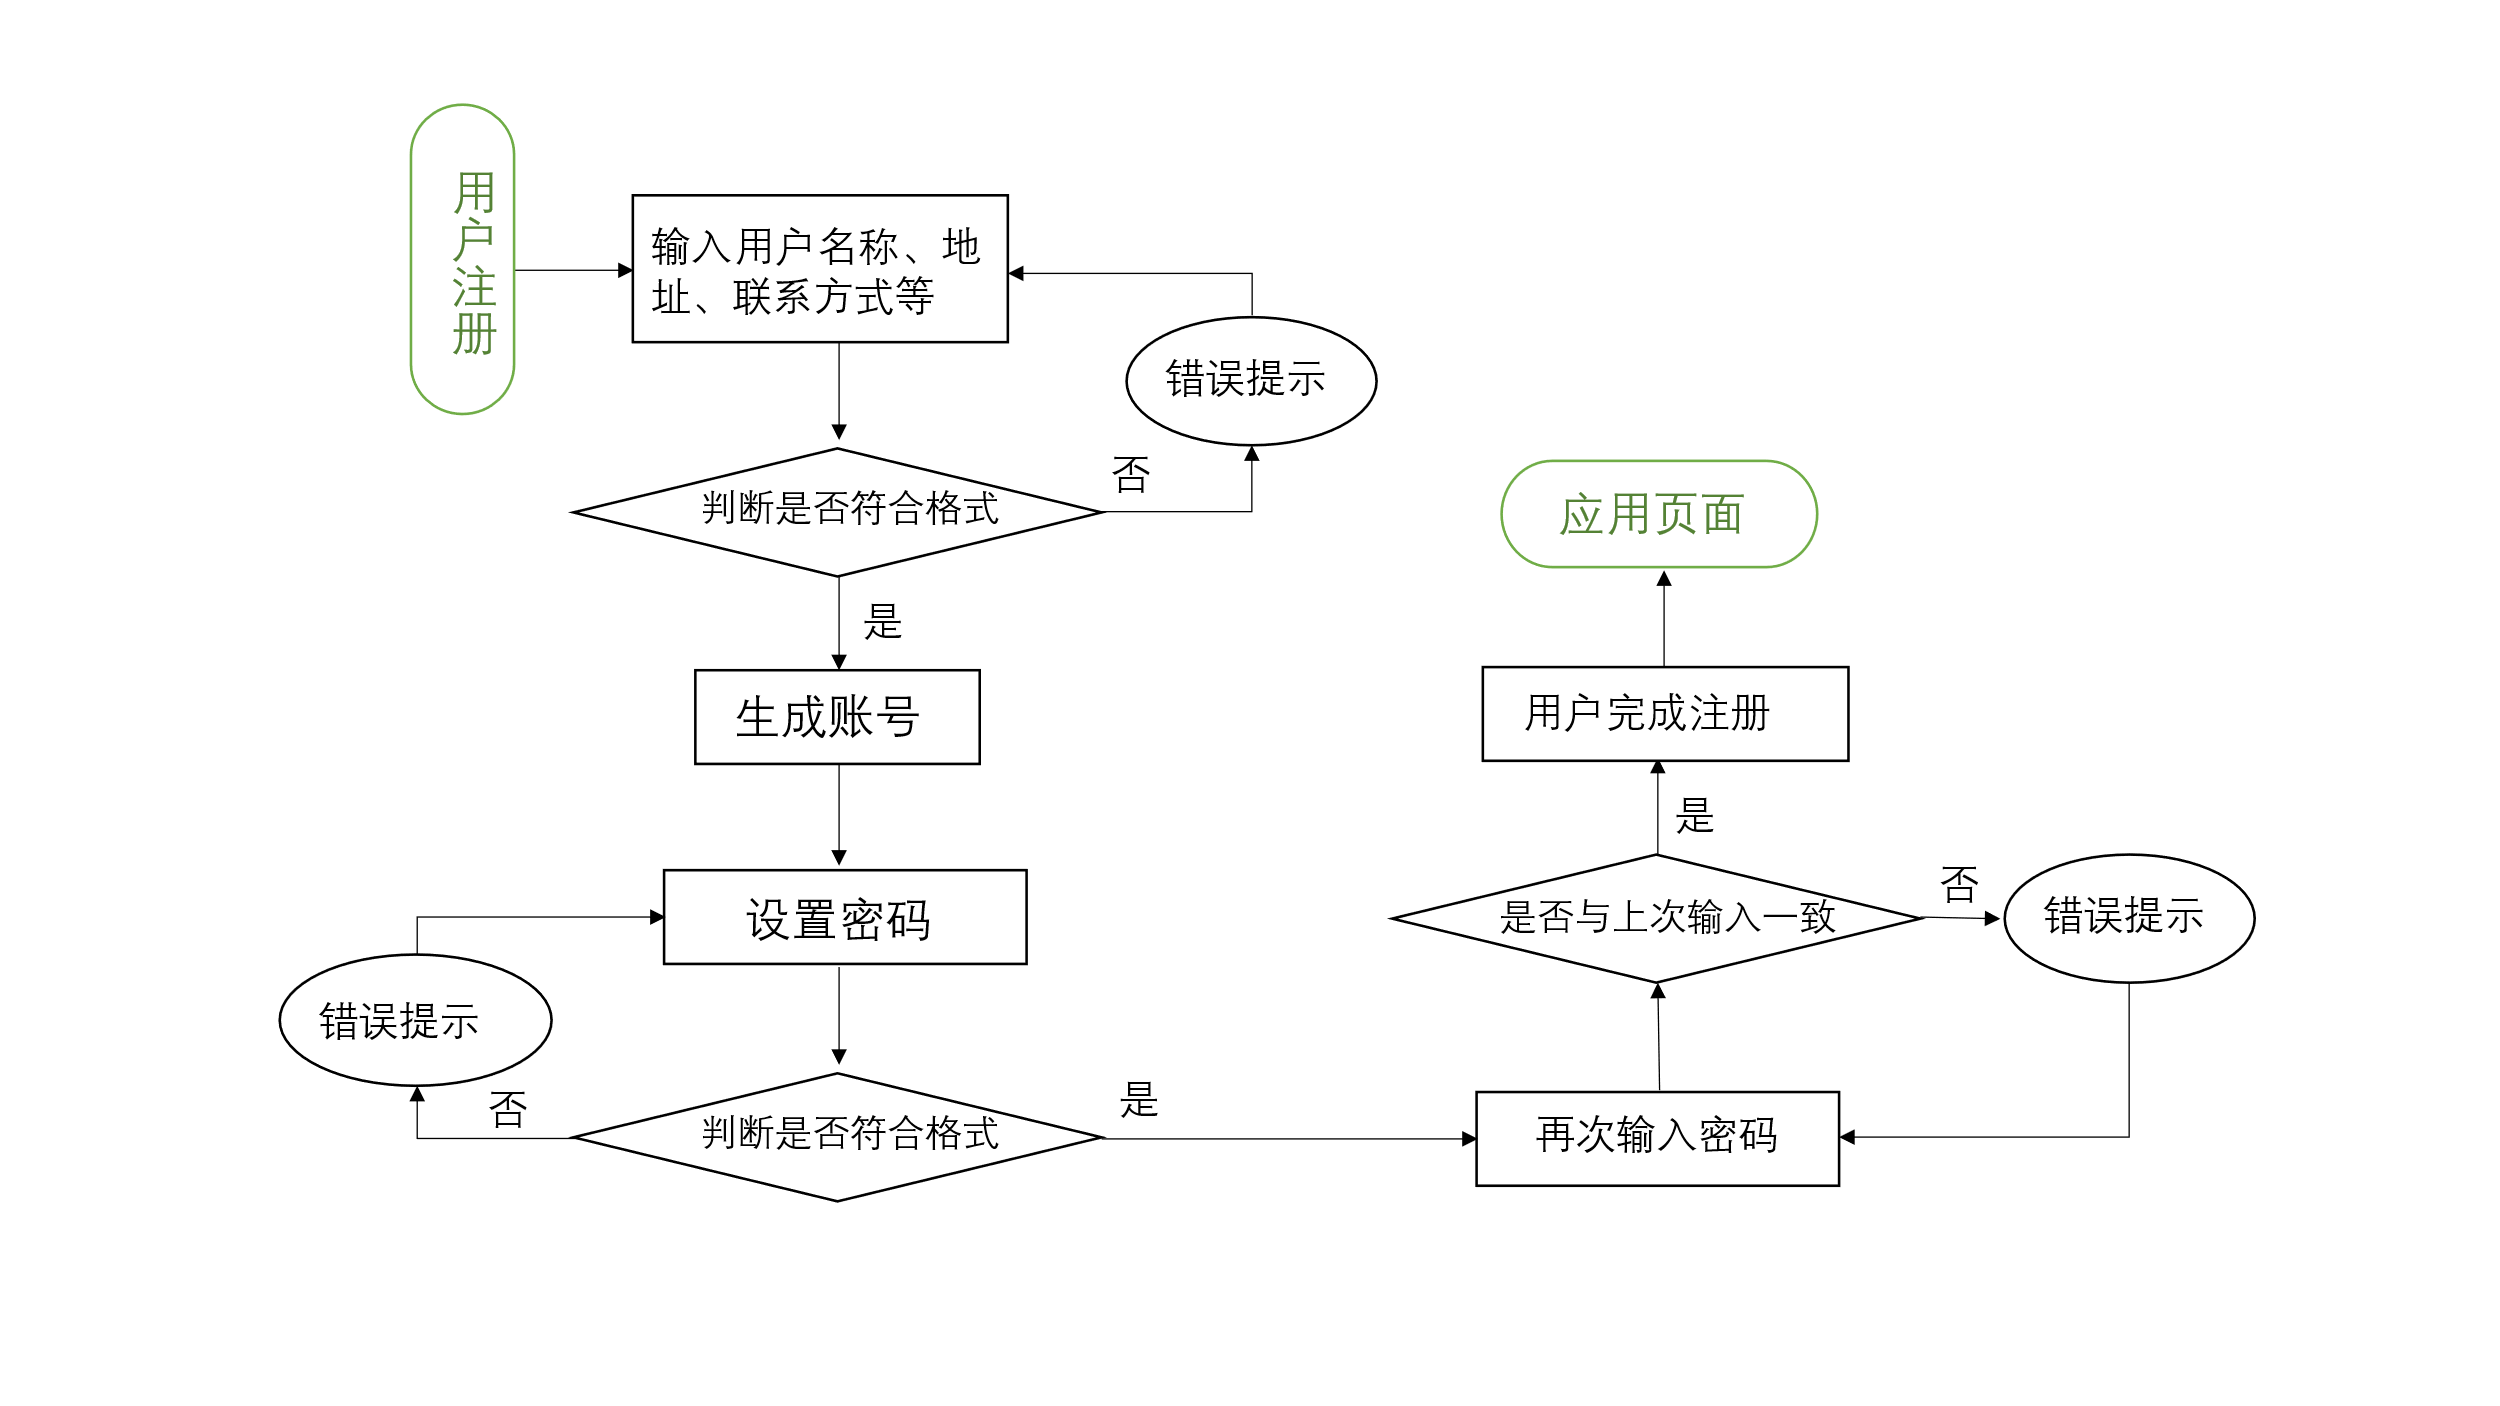 用户注册
输入用户名称、地
址、联系方式等
错误提示
否
判断是否符合格式
是
生成账号
设置密码
错误提示
否
判断是否符合格式
是
应用页面
用户完成注册
是
是否与上次输入一致
否
错误提示
再次输入密码